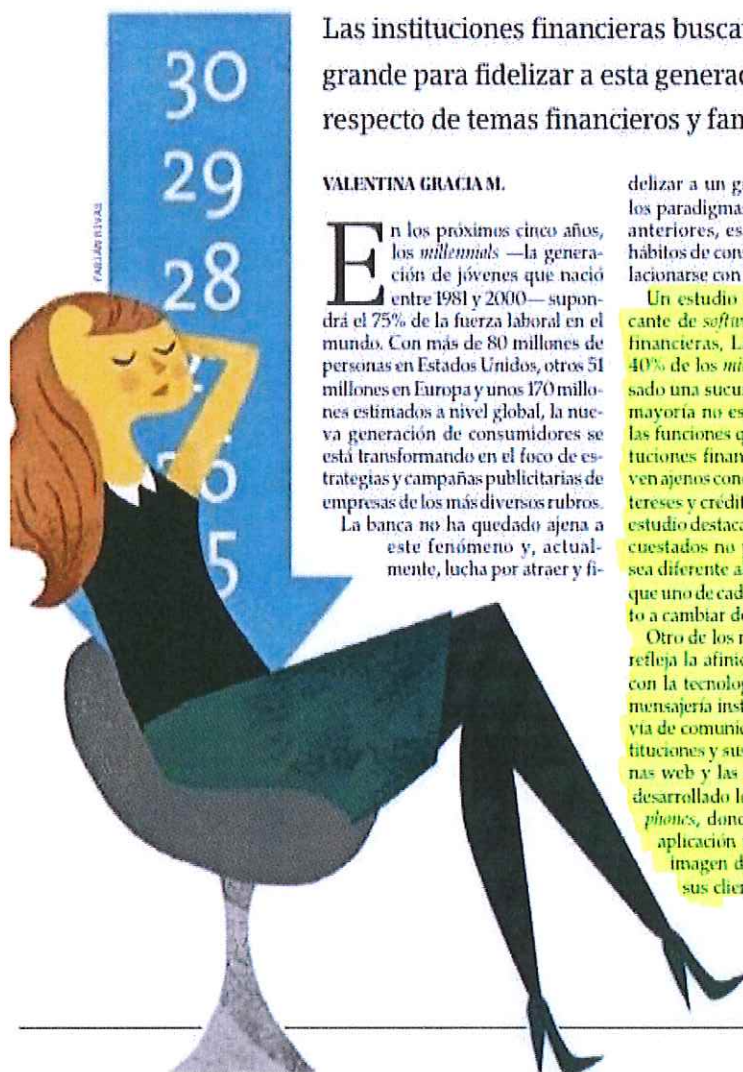 Las instituciones financieras busca
grande para fidelizar a esta generac
respecto de temas financieros y fan
30
29
28
5
FABIÁN RIVAS
VALENTINA GRACIA M.
En los próximos cinco años,
los millennials —la genera-
ción de jóvenes que nació
entre 1981 y 2000— supon-
drá el 75% de la fuerza laboral en el
mundo. Con más de 80 millones de
personas en Estados Unidos, otros 51
millones en Europa y unos 170 millo-
nes estimados a nivel global, la nue-
va generación de consumidores se
está transformando en el foco de es-
trategias y campañas publicitarias de
empresas de los más diversos rubros.
La banca no ha quedado ajena a
este fenómeno y, actual-
mente, lucha por atraer y fi-
delizar a un g
los paradigmas
anteriores, es
hábitos de con
lacionarse con
Un estudio
cante de softw
financieras, L
40% de los mi
sado una sucu
mayoría no es
las funciones q
tuciones finan
ven ajenos con
tereses y crédit
estudio destaca
cuestados no
sea diferente a
que uno de cad
to a cambiar de
Otro de los r
refleja la afini
con la tecnolog
mensajería inst
vía de comunic
tituciones y sus
nas web y las
desarrollado l
phones, don
aplicación
imagen d
sus clien